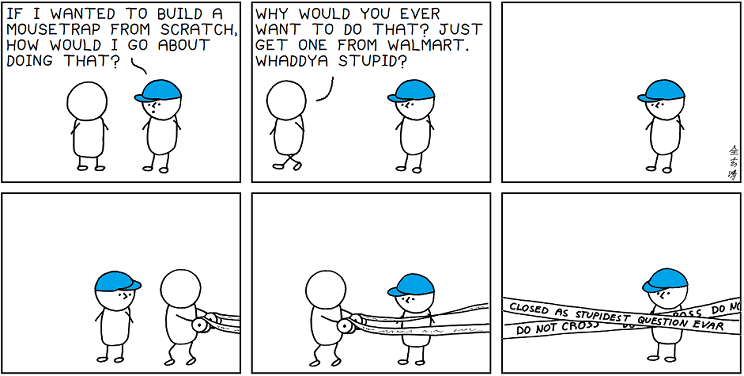 IF I WANTED TO BUILD A
MOUSETRAP FROM SCRATCH,
HOW WOULD I GO ABOUT
DOING THAT?
WHY WOULD YOU EVER
WANT TO DO THAT? JUST
GET ONE FROM WALMART.
WHADDYA STUPID?
CLOSED AS STUPIDEST QUESTION EVAR
DO NOT CROSS DO